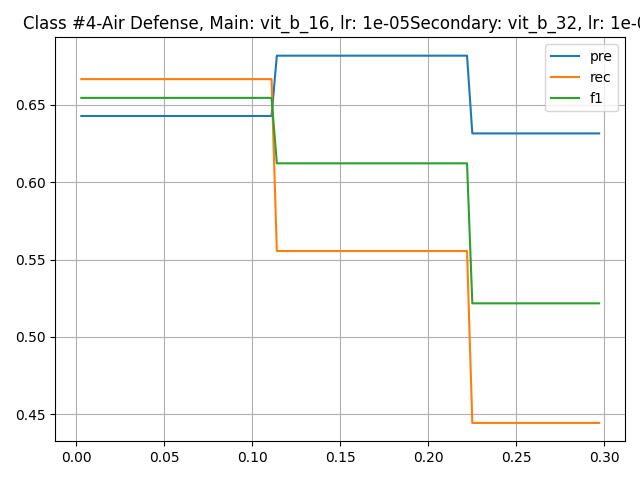 Class #4-Air Defense, Main: vit_b_16, lr: 1e-05Secondary: vit_b_32, lr: 1e-0
pre
rec
f1
0.65
0.60
0.55
0.50
0.45
0.00 0.05 0.10 0.15 0.20 0.25 0.30